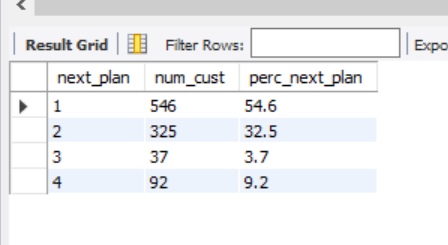 Result Grid Filter Rows: Expo
next_plan num_cust perc_next_plan
1 546 54.6
2 325 32.5
3 37 3.7
4 92 9.2